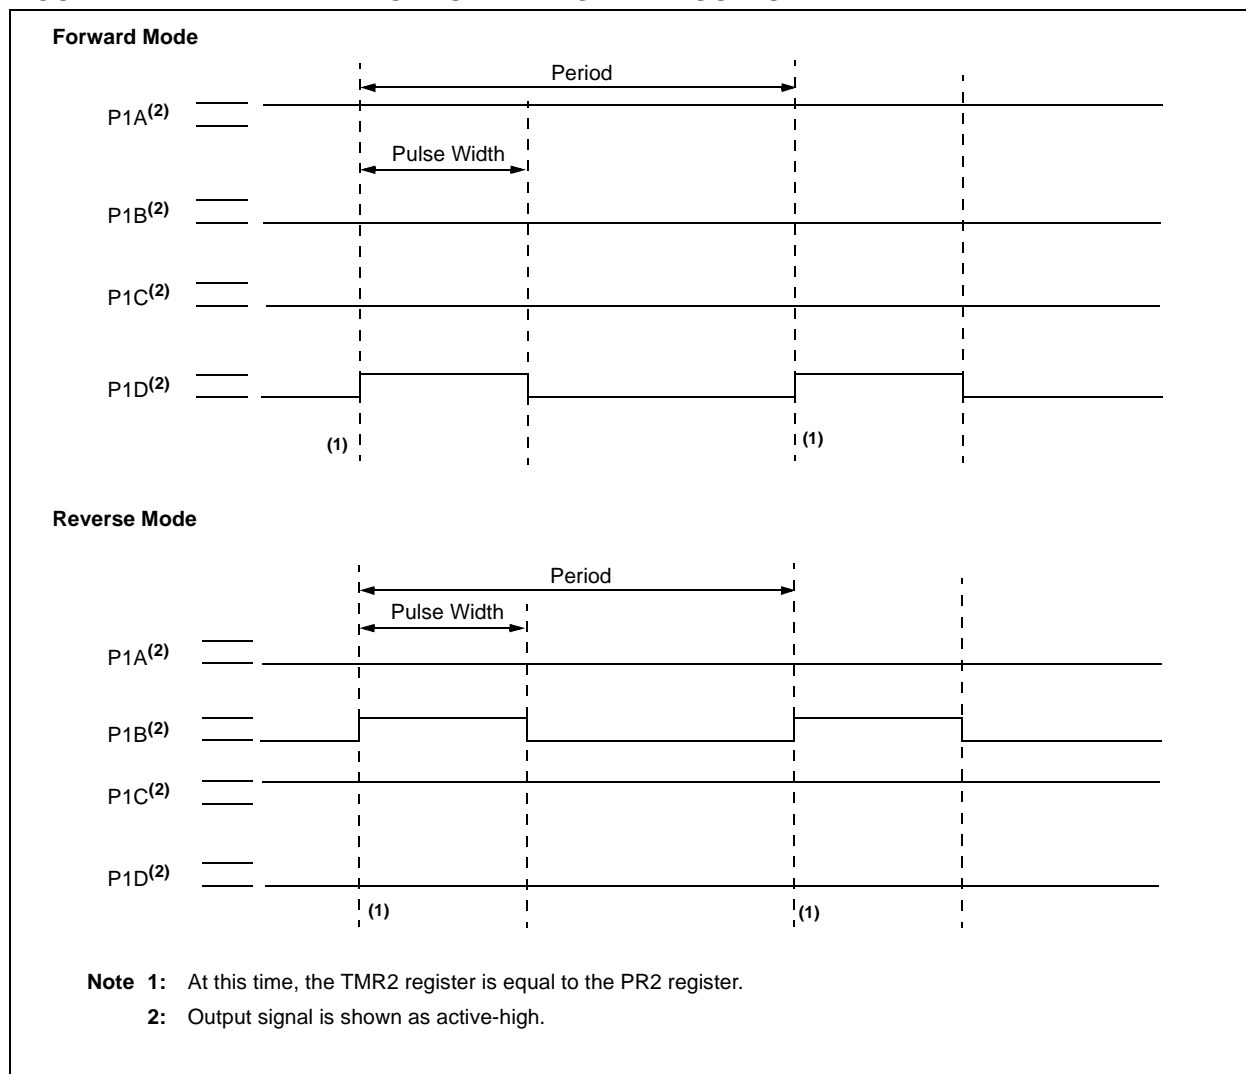 Forward Mode
Period
P1A(2)
Pulse Width
P1B(2)
P1C(2)
P1D(2)
(1)
(1)
Reverse Mode
Period
Pulse Width
P1A(2)
P1B(2)
P1C(2)
P1D(2)
(1)
(1)
Note 1: At this time, the TMR2 register is equal to the PR2 register.
2: Output signal is shown as active-high.